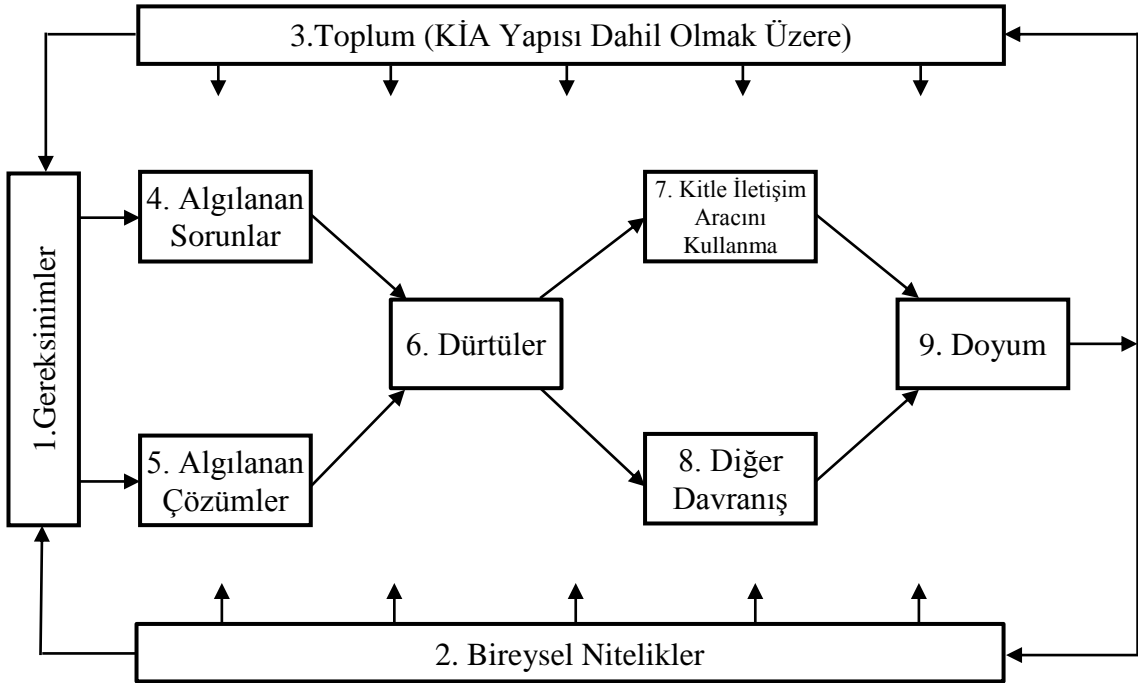 3.Toplum (KİA Yapısı Dahil Olmak Üzere)
1.Gereksinimler
4. Algılanan
Sorunlar
7. Kitle İletişim
Aracını
Kullanma
6. Dürtüler
9. Doyum
5. Algılanan
Çözümler
8. Diğer
Davranış
2. Bireysel Nitelikler